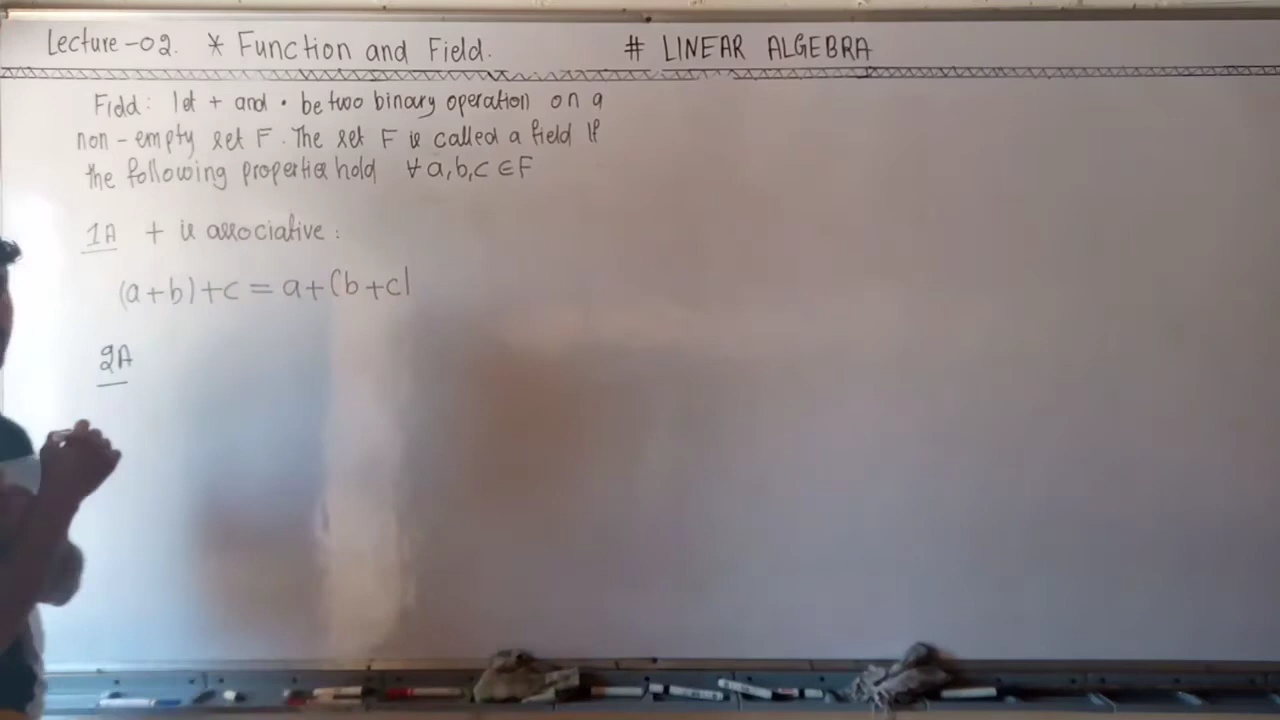 Lecture-02. * Function and Field. # LINEAR ALGEBRA
Field: let + and • be two binary operation on a
non-empty set F. The set F is called a field if
the following properties hold ∀ a,b,c ∈ F
1A + is associative:
(a+b)+c = a+(b+c)
2A